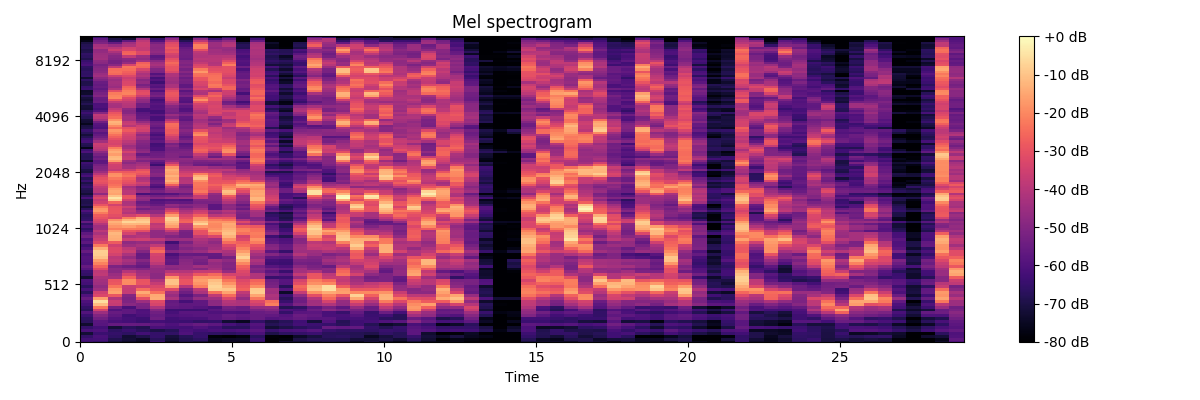 Mel spectrogram
Hz
8192
4096
2048
1024
512
0
0 5 10 15 20 25
Time
+0 dB
-10 dB
-20 dB
-30 dB
-40 dB
-50 dB
-60 dB
-70 dB
-80 dB